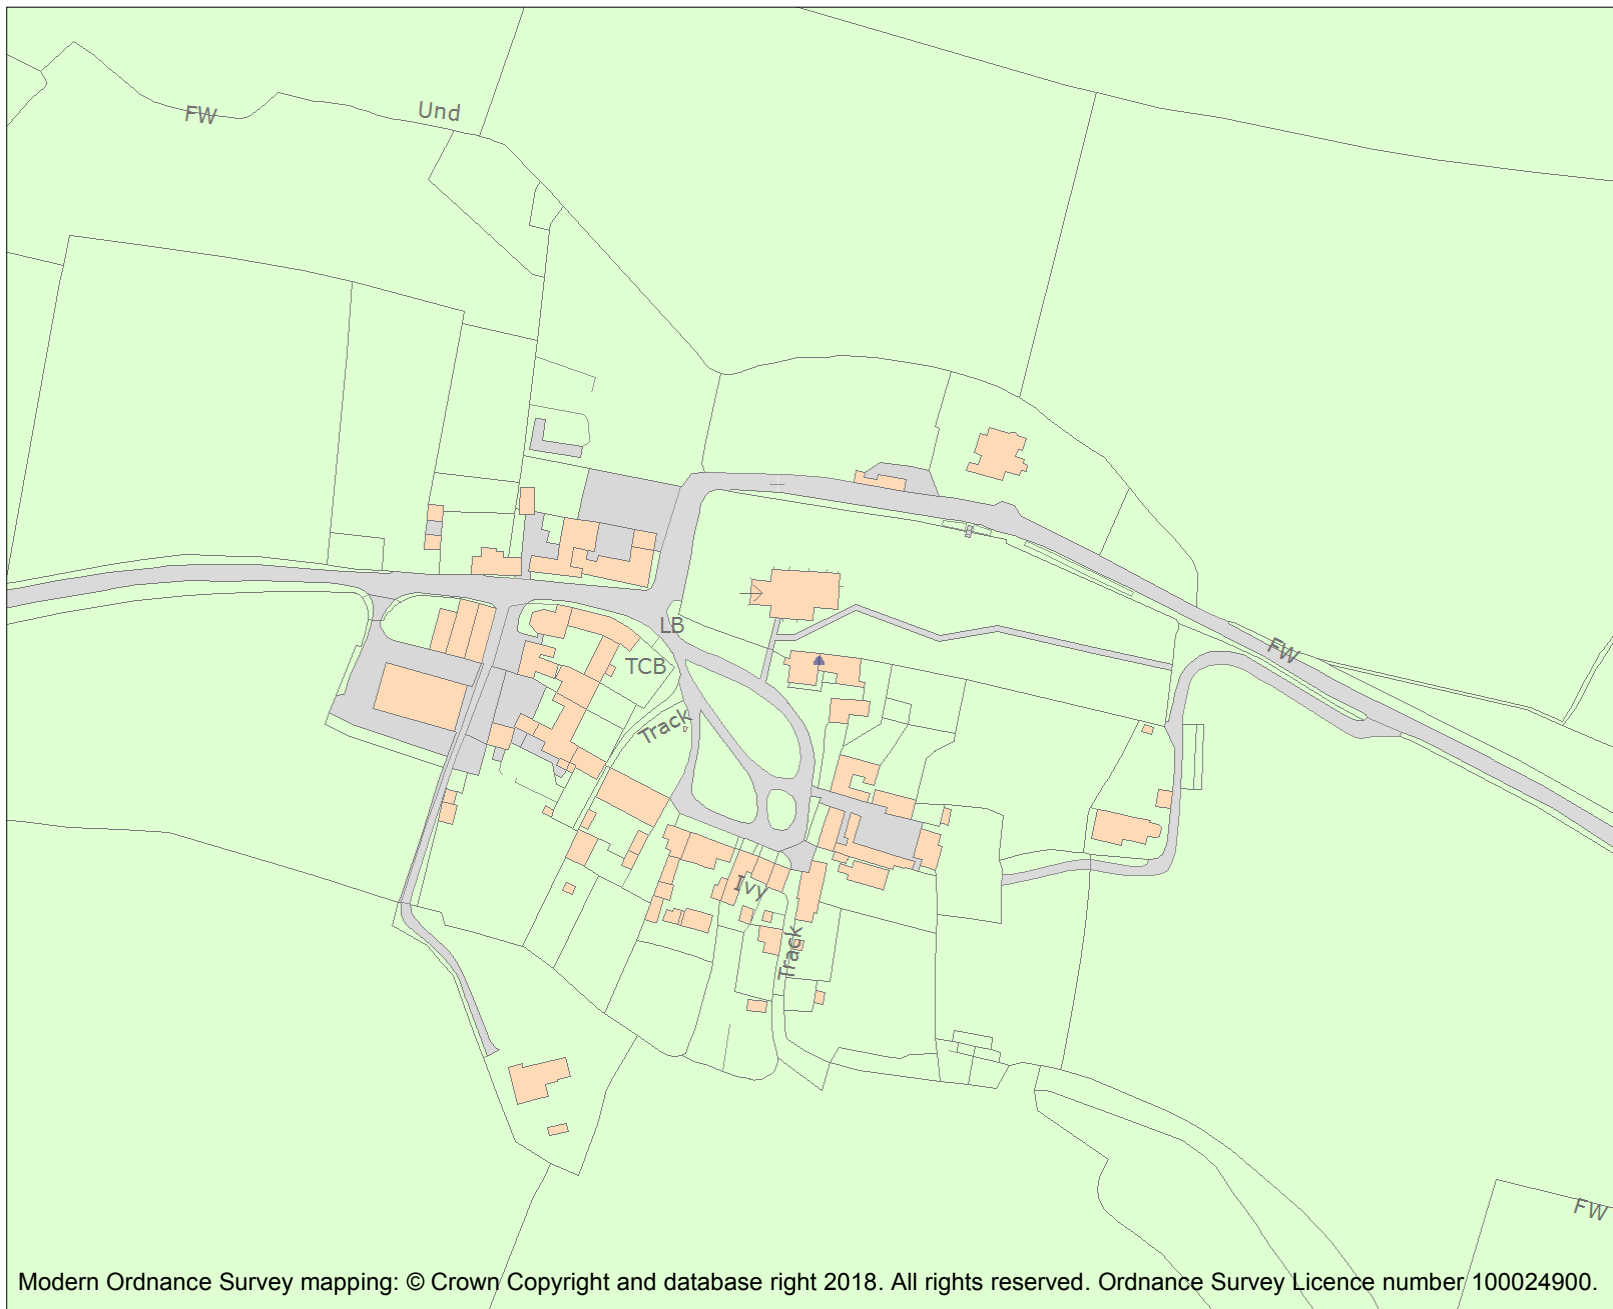 Und
FW
LB
FW
TCB
Track
Ivy
Track
FW
Modern Ordnance Survey mapping: © Crown Copyright and database right 2018. All rights reserved. Ordnance Survey Licence number 100024900.